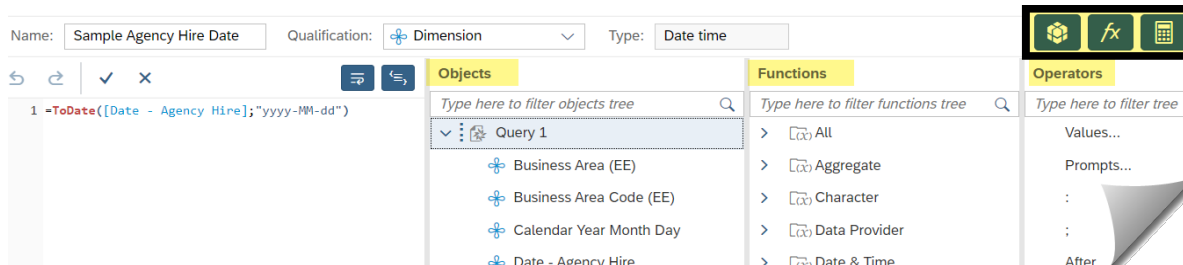 Name: Sample Agency Hire Date Qualification: Dimension Type: Date time fx
Objects Functions Operators
1 =ToDate([Date - Agency Hire];"yyyy-MM-dd") Type here to filter objects tree Type here to filter functions tree Type here to filter tree
Query 1 (x) All Values...
Business Area (EE) (x) Aggregate Prompts...
Business Area Code (EE) (x) Character :
Calendar Year Month Day (x) Data Provider ;
Date - Agency Hire (x) Date & Time After